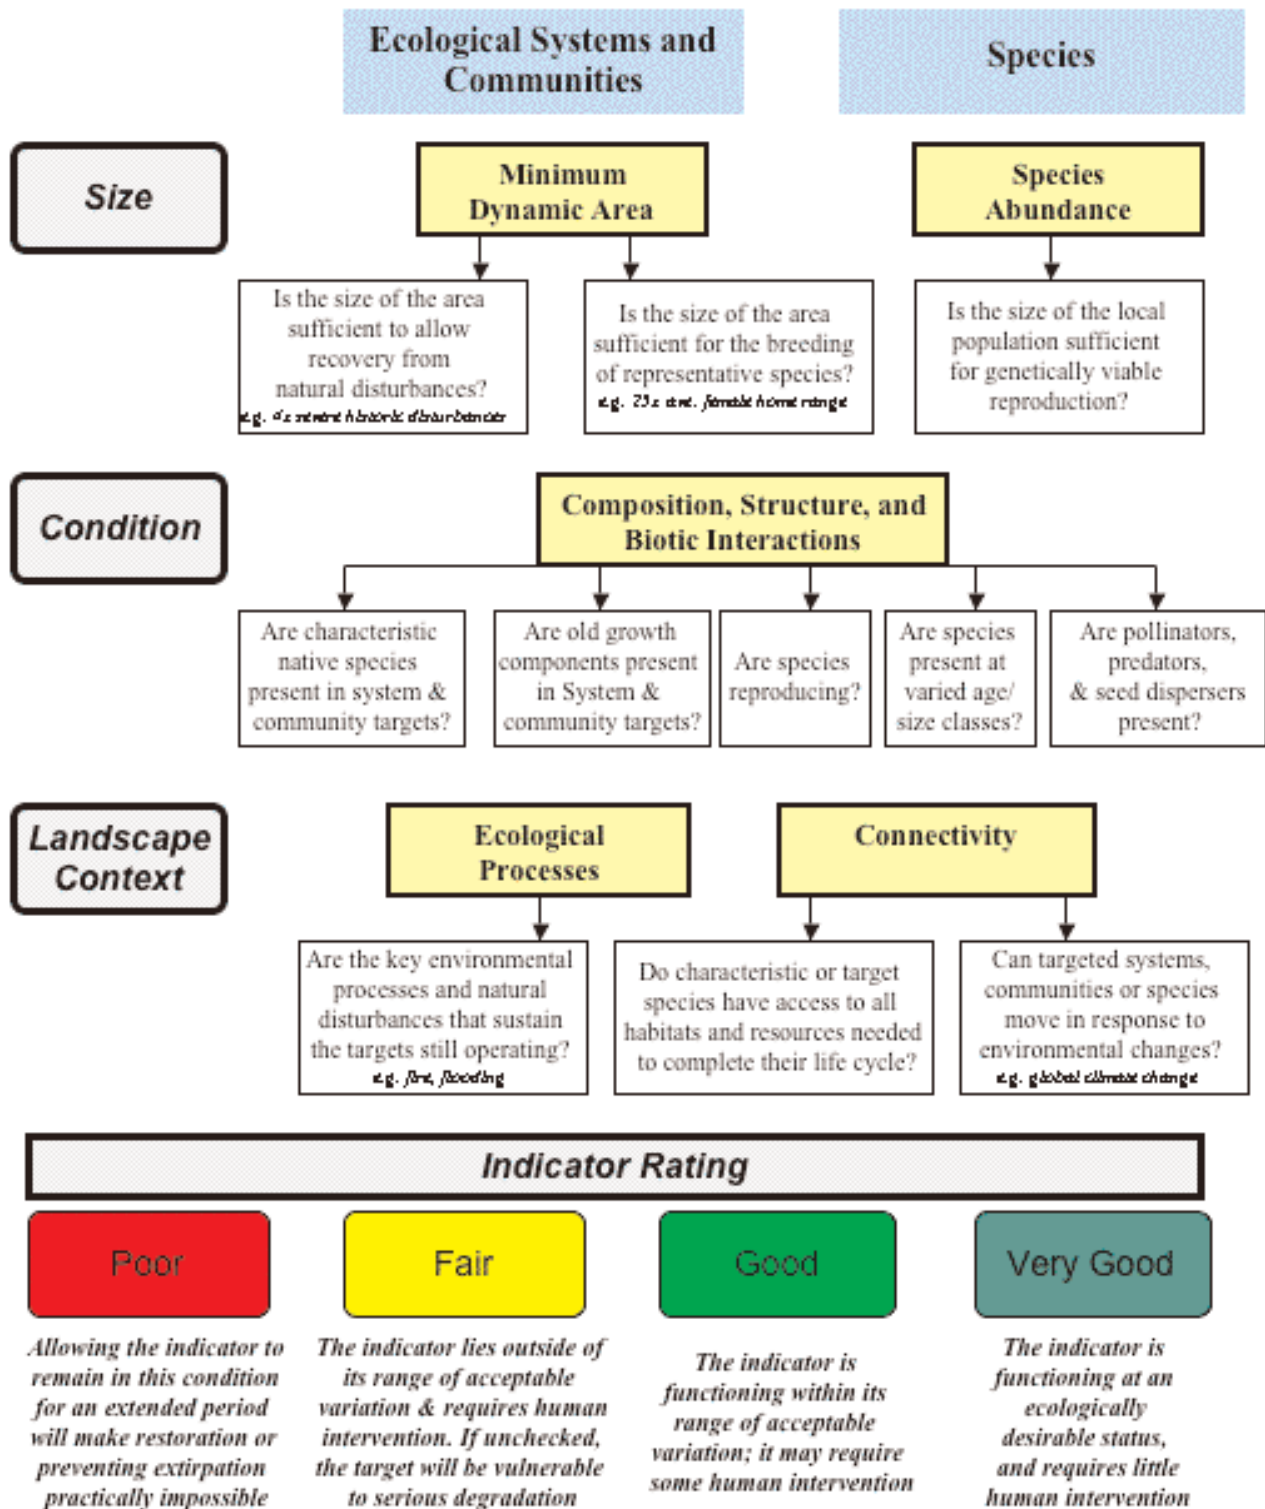 Ecological Systems and
Communities
Species
Size
Minimum
Dynamic Area
Species
Abundance
Is the size of the area
sufficient to allow
recovery from
natural disturbances?
e.g. 4x severe historic disturbances
Is the size of the area
sufficient for the breeding
of representative species?
e.g. 25x ave. female home range
Is the size of the local
population sufficient
for genetically viable
reproduction?
Condition
Composition, Structure, and
Biotic Interactions
Are characteristic
native species
present in system &
community targets?
Are old growth
components present
in System &
community targets?
Are species
reproducing?
Are species
present at
varied age/
size classes?
Are pollinators,
predators,
& seed dispersers
present?
Landscape
Context
Ecological
Processes
Connectivity
Are the key environmental
processes and natural
disturbances that sustain
the targets still operating?
e.g. fire, flooding
Do characteristic or target
species have access to all
habitats and resources needed
to complete their life cycle?
Can targeted systems,
communities or species
move in response to
environmental changes?
e.g. global climate change
Indicator Rating
Poor
Fair
Good
Very Good
Allowing the indicator to
remain in this condition
for an extended period
will make restoration or
preventing extirpation
practically impossible
The indicator lies outside of
its range of acceptable
variation & requires human
intervention. If unchecked,
the target will be vulnerable
to serious degradation
The indicator is
functioning within its
range of acceptable
variation; it may require
some human intervention
The indicator is
functioning at an
ecologically
desirable status,
and requires little
human intervention